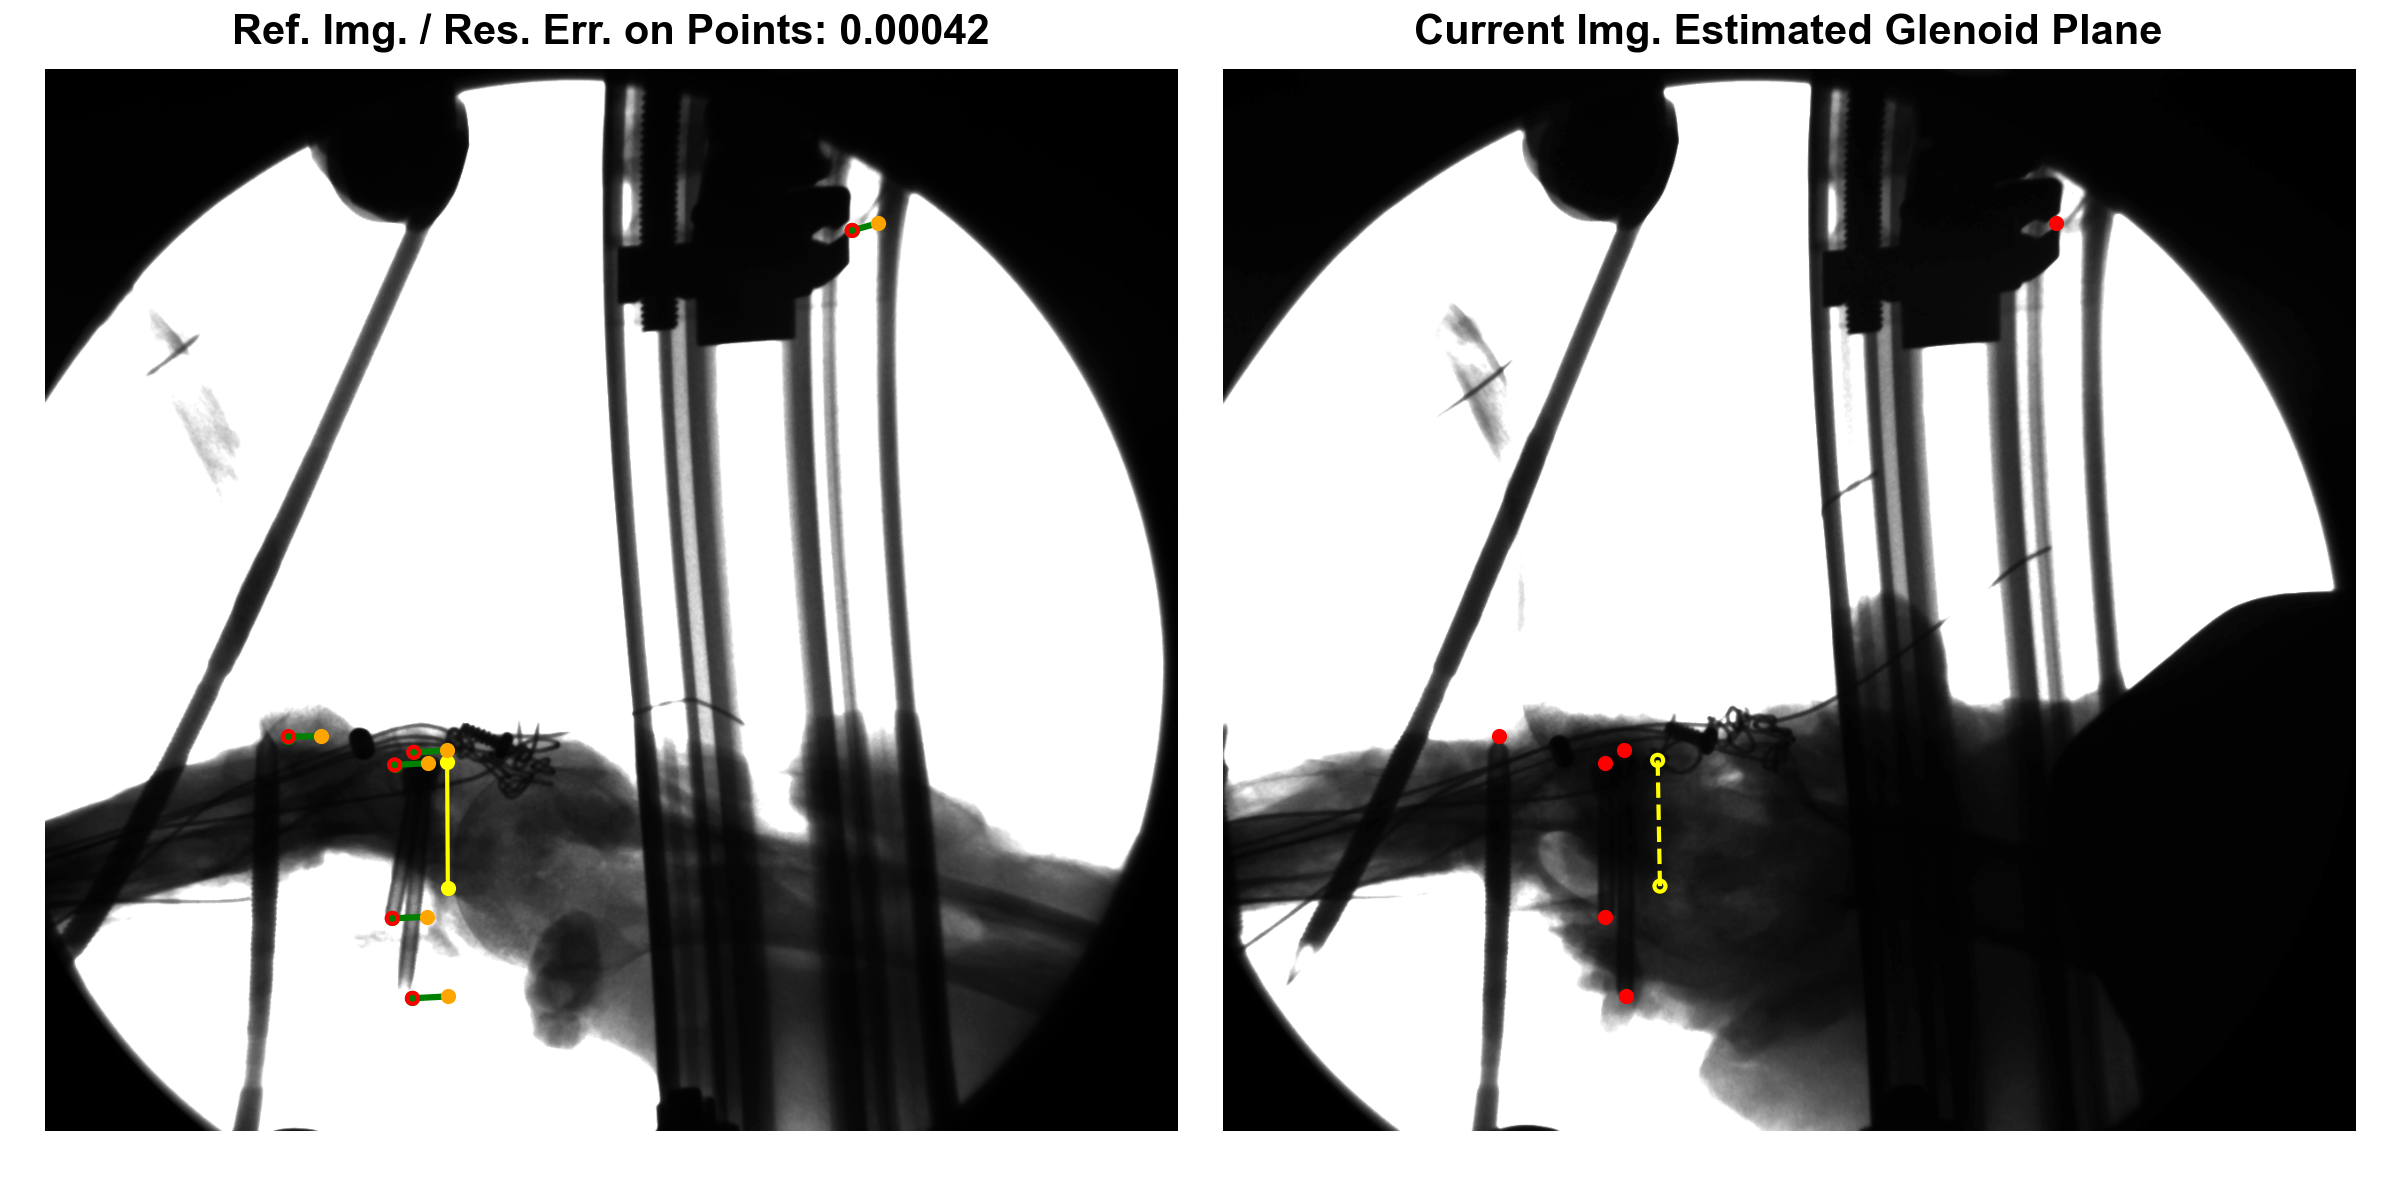 Ref. Img. / Res. Err. on Points: 0.00042
Current Img. Estimated Glenoid Plane